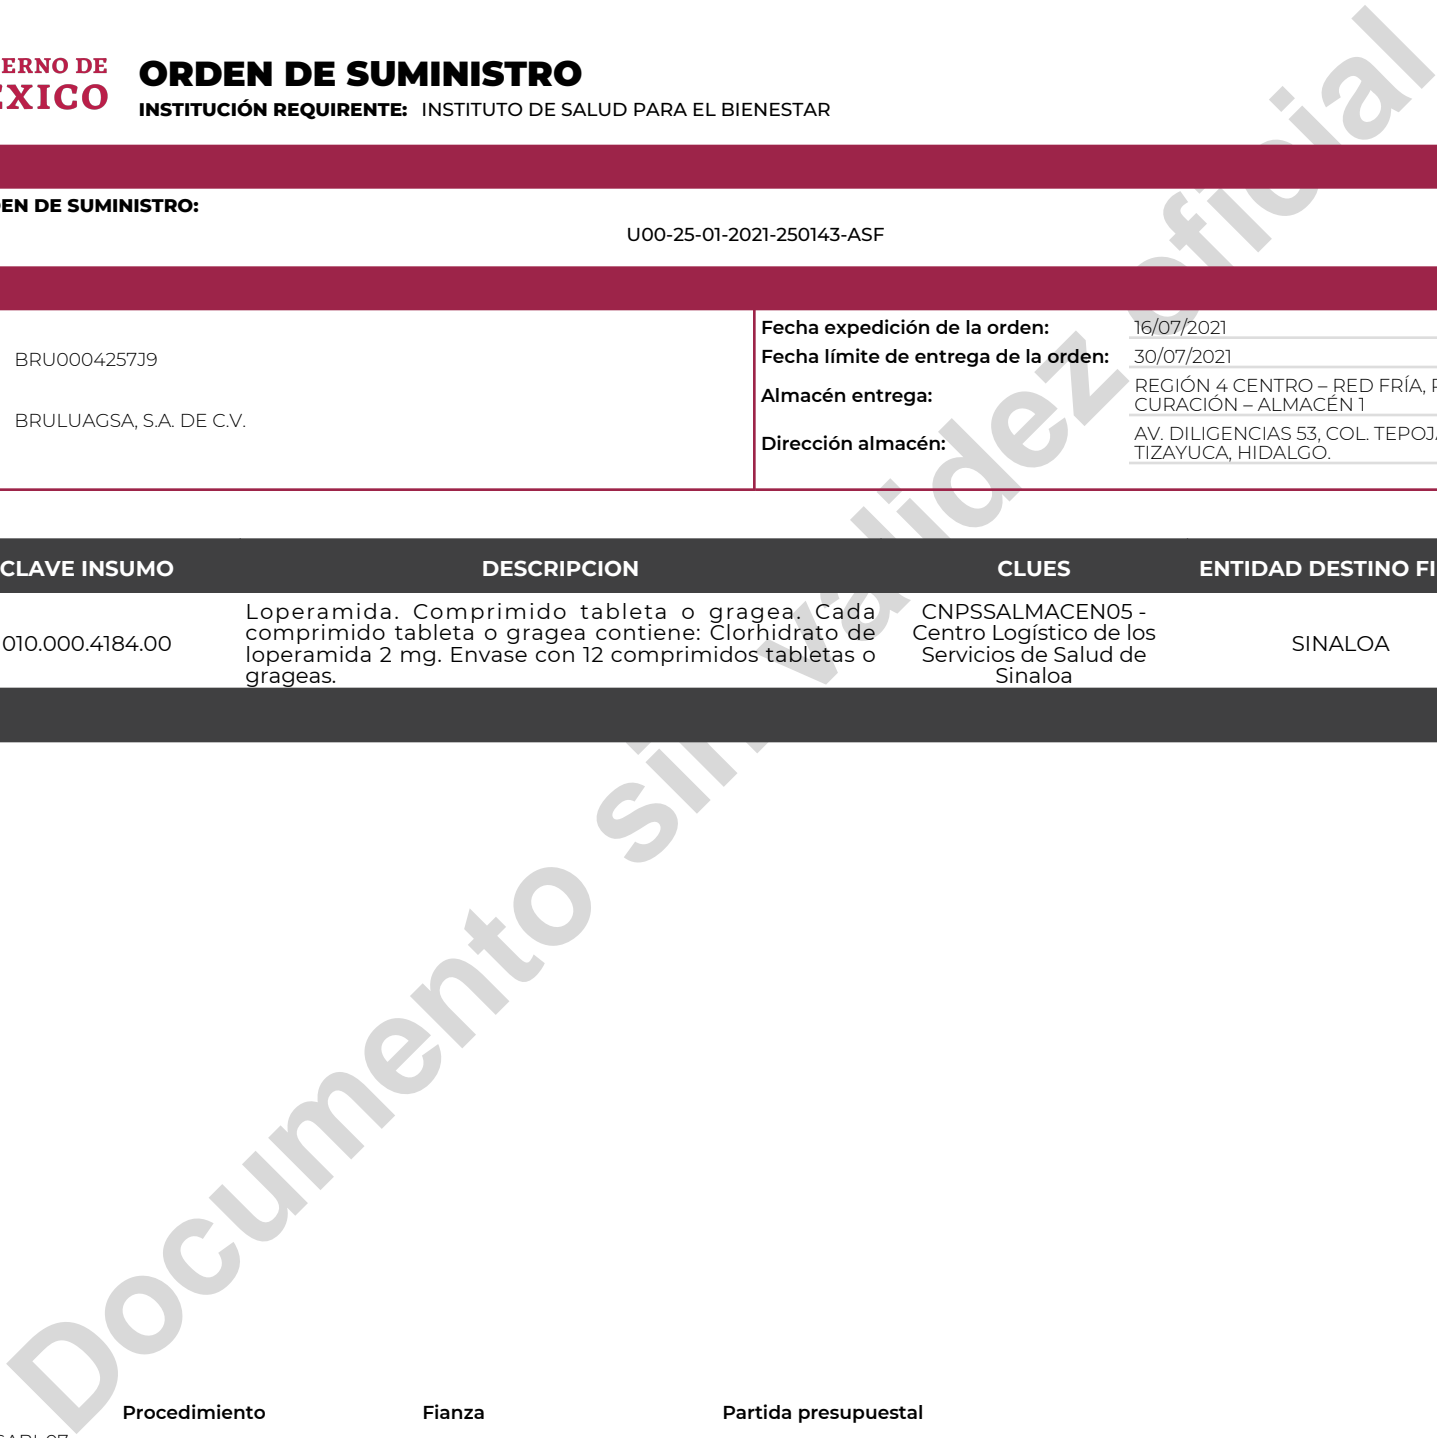 ERNO DE
EXICO
ORDEN DE SUMINISTRO
INSTITUCIÓN REQUIRENTE: INSTITUTO DE SALUD PARA EL BIENESTAR
EN DE SUMINISTRO:
U00-25-01-2021-250143-ASF
BRU0004257J9
BRULUAGSA, S.A. DE C.V.
Fecha expedición de la orden: 16/07/2021
Fecha límite de entrega de la orden: 30/07/2021
Almacén entrega: REGIÓN 4 CENTRO – RED FRÍA,
CURACIÓN – ALMACÉN 1
Dirección almacén: AV. DILIGENCIAS 53, COL. TEPOJA
TIZAYUCA, HIDALGO.
CLAVE INSUMO DESCRIPCION CLUES ENTIDAD DESTINO FI
010.000.4184.00
Loperamida. Comprimido tableta o gragea. Cada
comprimido tableta o gragea contiene: Clorhidrato de
loperamida 2 mg. Envase con 12 comprimidos tabletas o
grageas.
CNPSSALMACEN05 -
Centro Logístico de los
Servicios de Salud de
Sinaloa
SINALOA
Documento sin validez oficial
Procedimiento Fianza Partida presupuestal